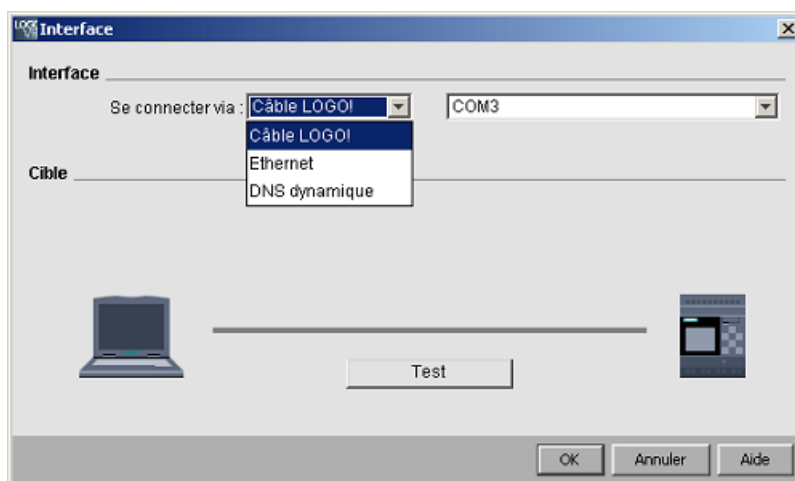 Interface
Interface
Se connecter via : Câble LOGO! COM3
Câble LOGO!
Ethernet
Cible
DNS dynamique
Test
OK Annuler Aide